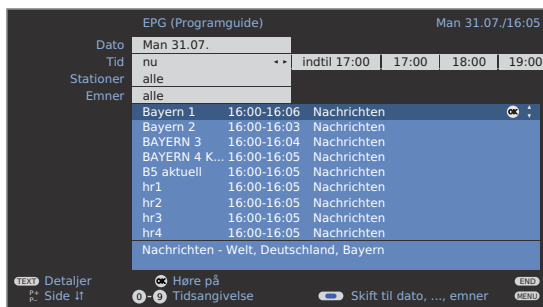 EPG (Programguide) Man 31.07./16:05
Dato Man 31.07.
Tid nu indtil 17:00 17:00 18:00 19:00
Stationer alle
Emner alle
Bayern 1 16:00-16:06 Nachrichten OK
Bayern 2 16:00-16:03 Nachrichten
BAYERN 3 16:00-16:04 Nachrichten
BAYERN 4 K... 16:00-16:05 Nachrichten
B5 aktuell 16:00-16:05 Nachrichten
hr1 16:00-16:05 Nachrichten
hr2 16:00-16:05 Nachrichten
hr3 16:00-16:05 Nachrichten
hr4 16:00-16:05 Nachrichten
Nachrichten - Welt, Deutschland, Bayern
TEXT Detaljer OK Høre på END
P+ P- Side 0-9 Tidsangivelse Skift til dato, ..., emner MENU